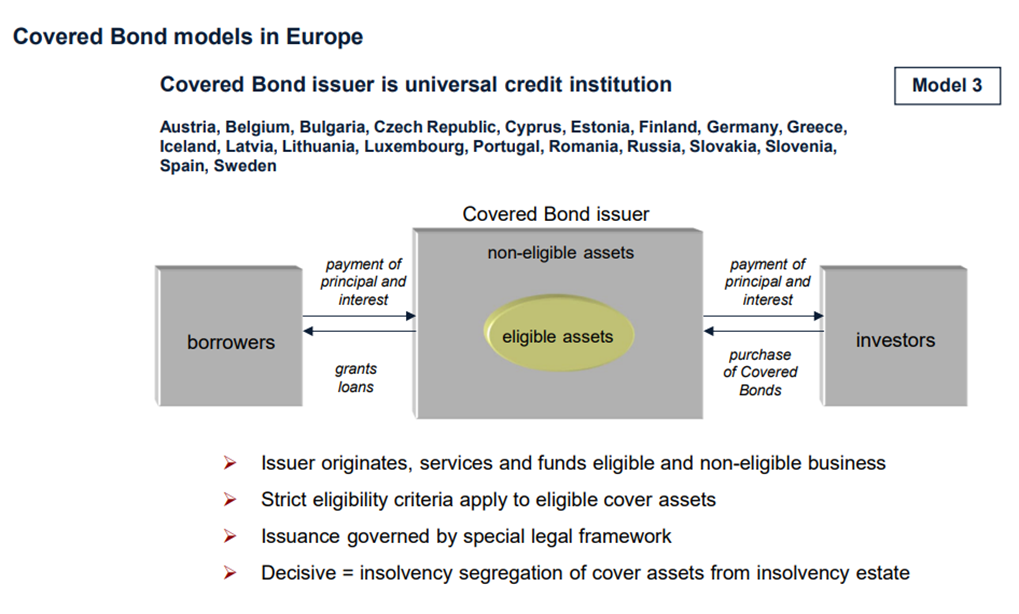 Covered Bond models in Europe
Covered Bond issuer is universal credit institution
Model 3
Austria, Belgium, Bulgaria, Czech Republic, Cyprus, Estonia, Finland, Germany, Greece,
Iceland, Latvia, Lithuania, Luxembourg, Portugal, Romania, Russia, Slovakia, Slovenia,
Spain, Sweden
Covered Bond issuer
non-eligible assets
payment of
principal and
interest
payment of
principal and
interest
borrowers
eligible assets
investors
grants
loans
purchase
of Covered
Bonds
Issuer originates, services and funds eligible and non-eligible business
Strict eligibility criteria apply to eligible cover assets
Issuance governed by special legal framework
Decisive = insolvency segregation of cover assets from insolvency estate